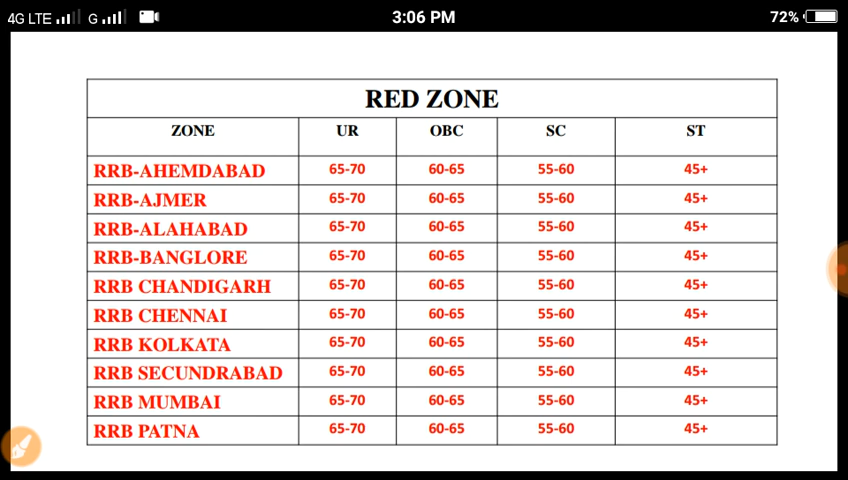 4G LTE G 3:06 PM 72%
RED ZONE
ZONE UR OBC SC ST
RRB-AHEMDABAD 65-70 60-65 55-60 45+
RRB-AJMER 65-70 60-65 55-60 45+
RRB-ALAHABAD 65-70 60-65 55-60 45+
RRB-BANGLORE 65-70 60-65 55-60 45+
RRB CHANDIGARH 65-70 60-65 55-60 45+
RRB CHENNAI 65-70 60-65 55-60 45+
RRB KOLKATA 65-70 60-65 55-60 45+
RRB SECUNDRABAD 65-70 60-65 55-60 45+
RRB MUMBAI 65-70 60-65 55-60 45+
RRB PATNA 65-70 60-65 55-60 45+